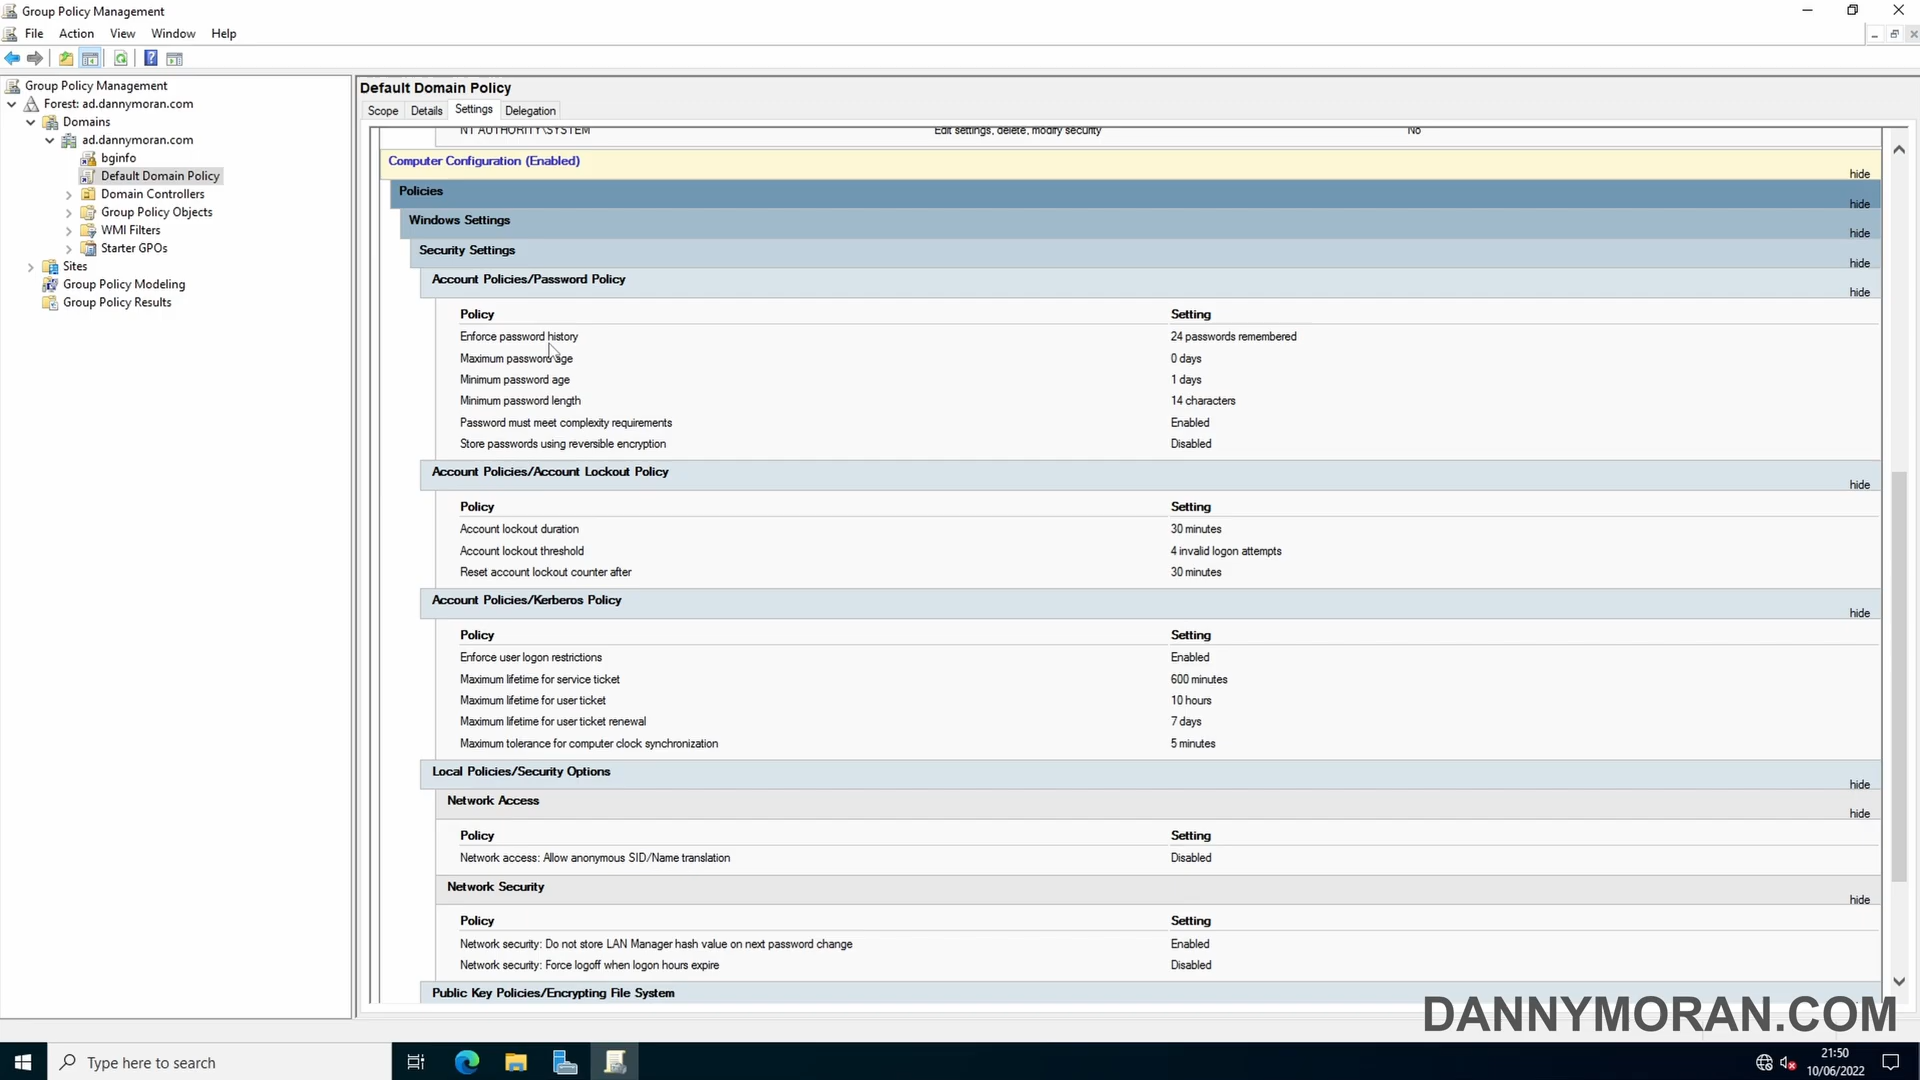 Group Policy Management
File Action View Window Help
Group Policy Management
Forest: ad.dannymoran.com
Domains
ad.dannymoran.com
bginfo
Default Domain Policy
Domain Controllers
Group Policy Objects
WMI Filters
Starter GPOs
Sites
Group Policy Modeling
Group Policy Results
Default Domain Policy
Scope Details Settings Delegation
NT AUTHORITY\SYSTEM Edit settings, delete, modify security No
Computer Configuration (Enabled)
hide
Policies
hide
Windows Settings
hide
Security Settings
hide
Account Policies/Password Policy
hide
Policy Setting
Enforce password history 24 passwords remembered
Maximum password age 0 days
Minimum password age 1 days
Minimum password length 14 characters
Password must meet complexity requirements Enabled
Store passwords using reversible encryption Disabled
Account Policies/Account Lockout Policy
hide
Policy Setting
Account lockout duration 30 minutes
Account lockout threshold 4 invalid logon attempts
Reset account lockout counter after 30 minutes
Account Policies/Kerberos Policy
hide
Policy Setting
Enforce user logon restrictions Enabled
Maximum lifetime for service ticket 600 minutes
Maximum lifetime for user ticket 10 hours
Maximum lifetime for user ticket renewal 7 days
Maximum tolerance for computer clock synchronization 5 minutes
Local Policies/Security Options
hide
Network Access
hide
Policy Setting
Network access: Allow anonymous SID/Name translation Disabled
Network Security
hide
Policy Setting
Network security: Do not store LAN Manager hash value on next password change Enabled
Network security: Force logoff when logon hours expire Disabled
Public Key Policies/Encrypting File System
DANNYMORAN.COM
Type here to search
21:50
10/06/2022